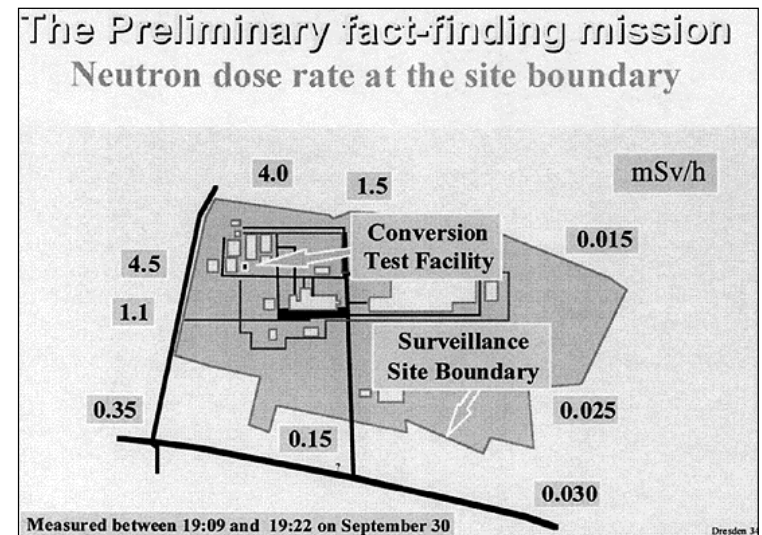 The Preliminary fact-finding mission
Neutron dose rate at the site boundary
4.0
1.5
mSv/h
Conversion
Test Facility
0.015
4.5
1.1
Surveillance
Site Boundary
0.35
0.15
0.025
?
0.030
Measured between 19:09 and 19:22 on September 30
Dresden 34